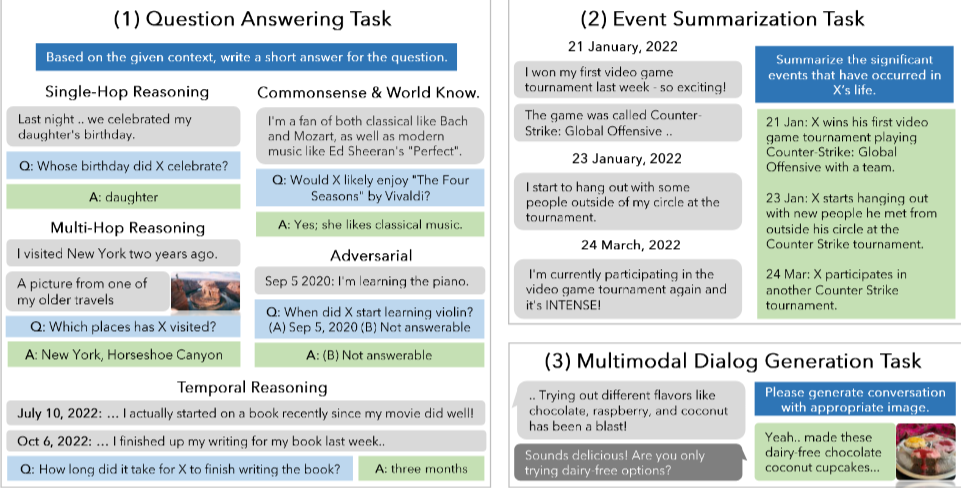 (1) Question Answering Task
Based on the given context, write a short answer for the question.
Single-Hop Reasoning
Last night .. we celebrated my
daughter's birthday.
Q: Whose birthday did X celebrate?
A: daughter
Multi-Hop Reasoning
I visited New York two years ago.
A picture from one of
my older travels
Q: Which places has X visited?
A: New York, Horseshoe Canyon
Commonsense & World Know.
I'm a fan of both classical like Bach
and Mozart, as well as modern
music like Ed Sheeran's "Perfect".
Q: Would X likely enjoy "The Four
Seasons" by Vivaldi?
A: Yes; she likes classical music.
Adversarial
Sep 5 2020: I'm learning the piano.
Q: When did X start learning violin?
(A) Sep 5, 2020 (B) Not answerable
A: (B) Not answerable
Temporal Reasoning
July 10, 2022: ... I actually started on a book recently since my movie did well!
Oct 6, 2022: ... I finished up my writing for my book last week..
Q: How long did it take for X to finish writing the book?
A: three months
(2) Event Summarization Task
21 January, 2022
I won my first video game
tournament last week - so exciting!
The game was called Counter-
Strike: Global Offensive ..
23 January, 2022
I start to hang out with some
people outside of my circle at the
tournament.
24 March, 2022
I'm currently participating in the
video game tournament again and
it's INTENSE!
Summarize the significant
events that have occurred in
X's life.
21 Jan: X wins his first video
game tournament playing
Counter-Strike: Global
Offensive with a team.
23 Jan: X starts hanging out
with new people he met from
outside his circle at the
Counter Strike tournament.
24 Mar: X participates in
another Counter Strike
tournament.
(3) Multimodal Dialog Generation Task
.. Trying out different flavors like
chocolate, raspberry, and coconut
has been a blast!
Sounds delicious! Are you only
trying dairy-free options?
Please generate conversation
with appropriate image.
Yeah.. made these
dairy-free chocolate
coconut cupcakes...